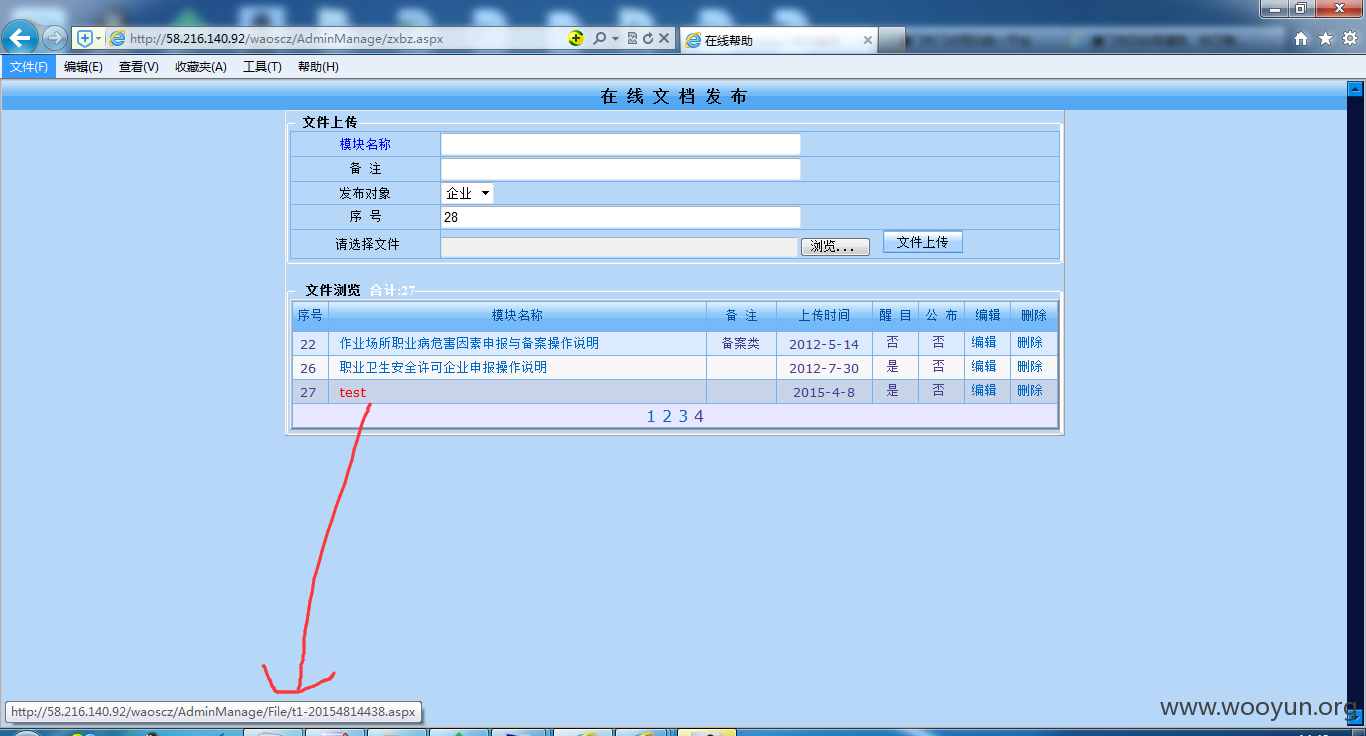 http://58.216.140.92/waoscz/AdminManage/zxbz.aspx
在线帮助
文件(F) 编辑(E) 查看(V) 收藏夹(A) 工具(T) 帮助(H)
在 线 文 档 发 布
文件上传
模块名称
备 注
发布对象 企业
序 号 28
请选择文件 浏览... 文件上传
文件浏览 合计:27
序号 模块名称 备 注 上传时间 醒 目 公 布 编辑 删除
22 作业场所职业病危害因素申报与备案操作说明 备案类 2012-5-14 否 否 编辑 删除
26 职业卫生安全许可企业申报操作说明 2012-7-30 是 否 编辑 删除
27 test 2015-4-8 是 否 编辑 删除
1 2 3 4
http://58.216.140.92/waoscz/AdminManage/File/t1-20154814438.aspx
www.wooyun.org